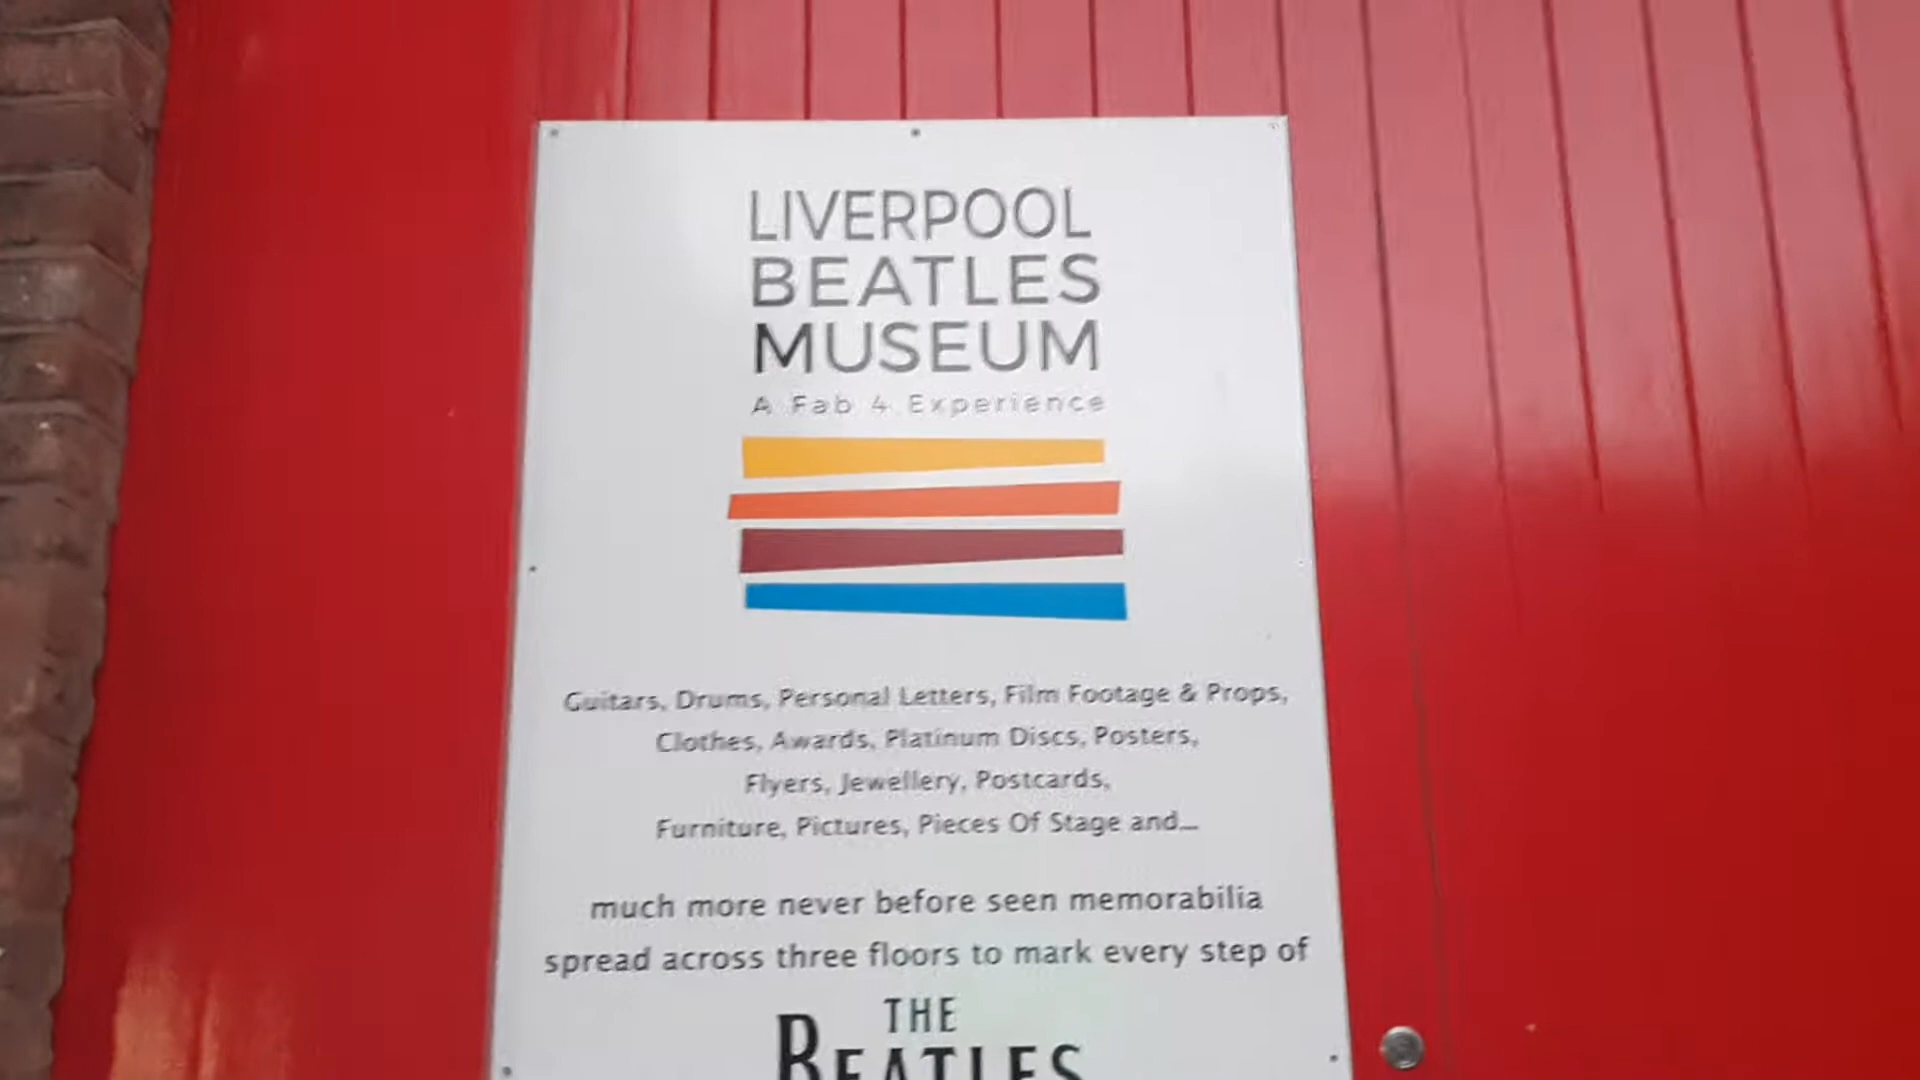 LIVERPOOL
BEATLES
MUSEUM
A Fab 4 Experience
Guitars, Drums, Personal Letters, Film Footage & Props,
Clothes, Awards, Platinum Discs, Posters,
Flyers, Jewellery, Postcards,
Furniture, Pictures, Pieces Of Stage and...
much more never before seen memorabilia
spread across three floors to mark every step of
THE
BEATLES